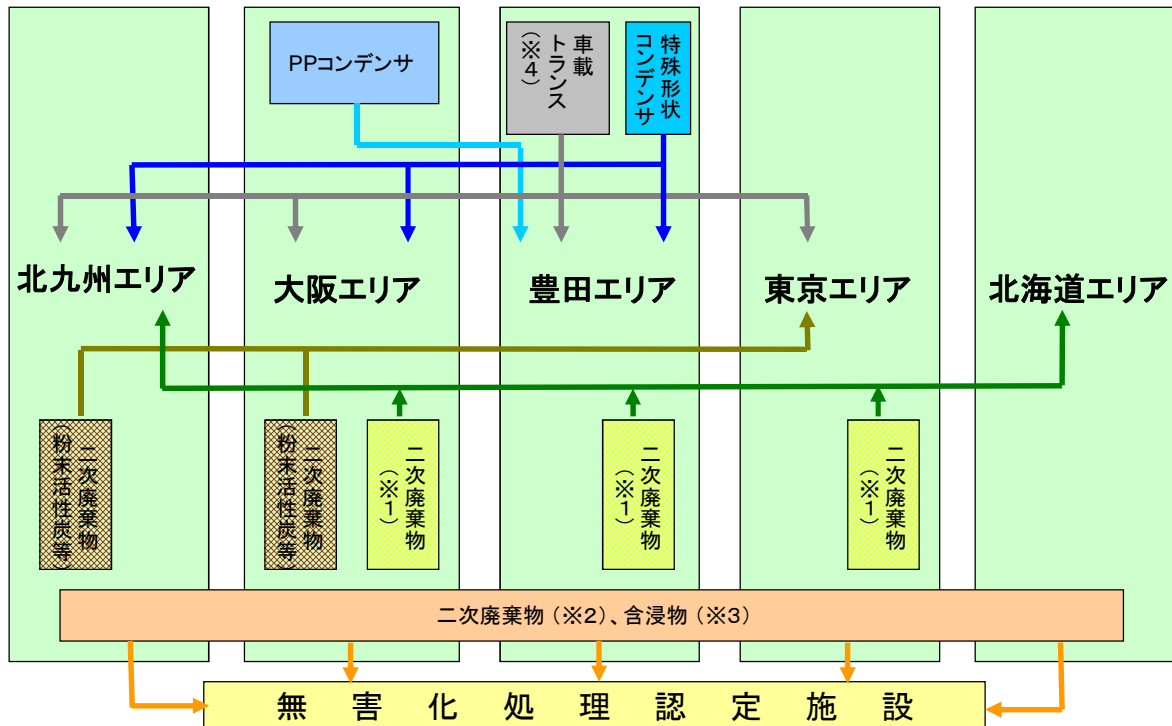 PPコンデンサ
車載
トランス
(※4)
特殊形状
コンデンサ
北九州エリア
大阪エリア
豊田エリア
東京エリア
北海道エリア
二次廃棄物
(粉末活性炭等)
二次廃棄物
(粉末活性炭等)
二次廃棄物
(※1)
二次廃棄物
(※1)
二次廃棄物
(※1)
二次廃棄物(※2)、含浸物(※3)
無害化処理認定施設